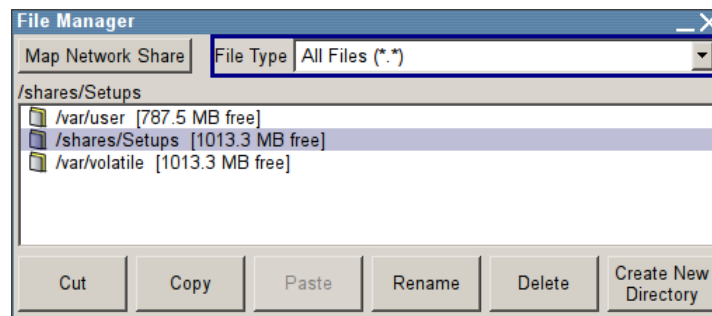 File Manager
Map Network Share File Type All Files (*.*)
/shares/Setups
/var/user [787.5 MB free]
/shares/Setups [1013.3 MB free]
/var/volatile [1013.3 MB free]
Cut Copy Paste Rename Delete Create New Directory